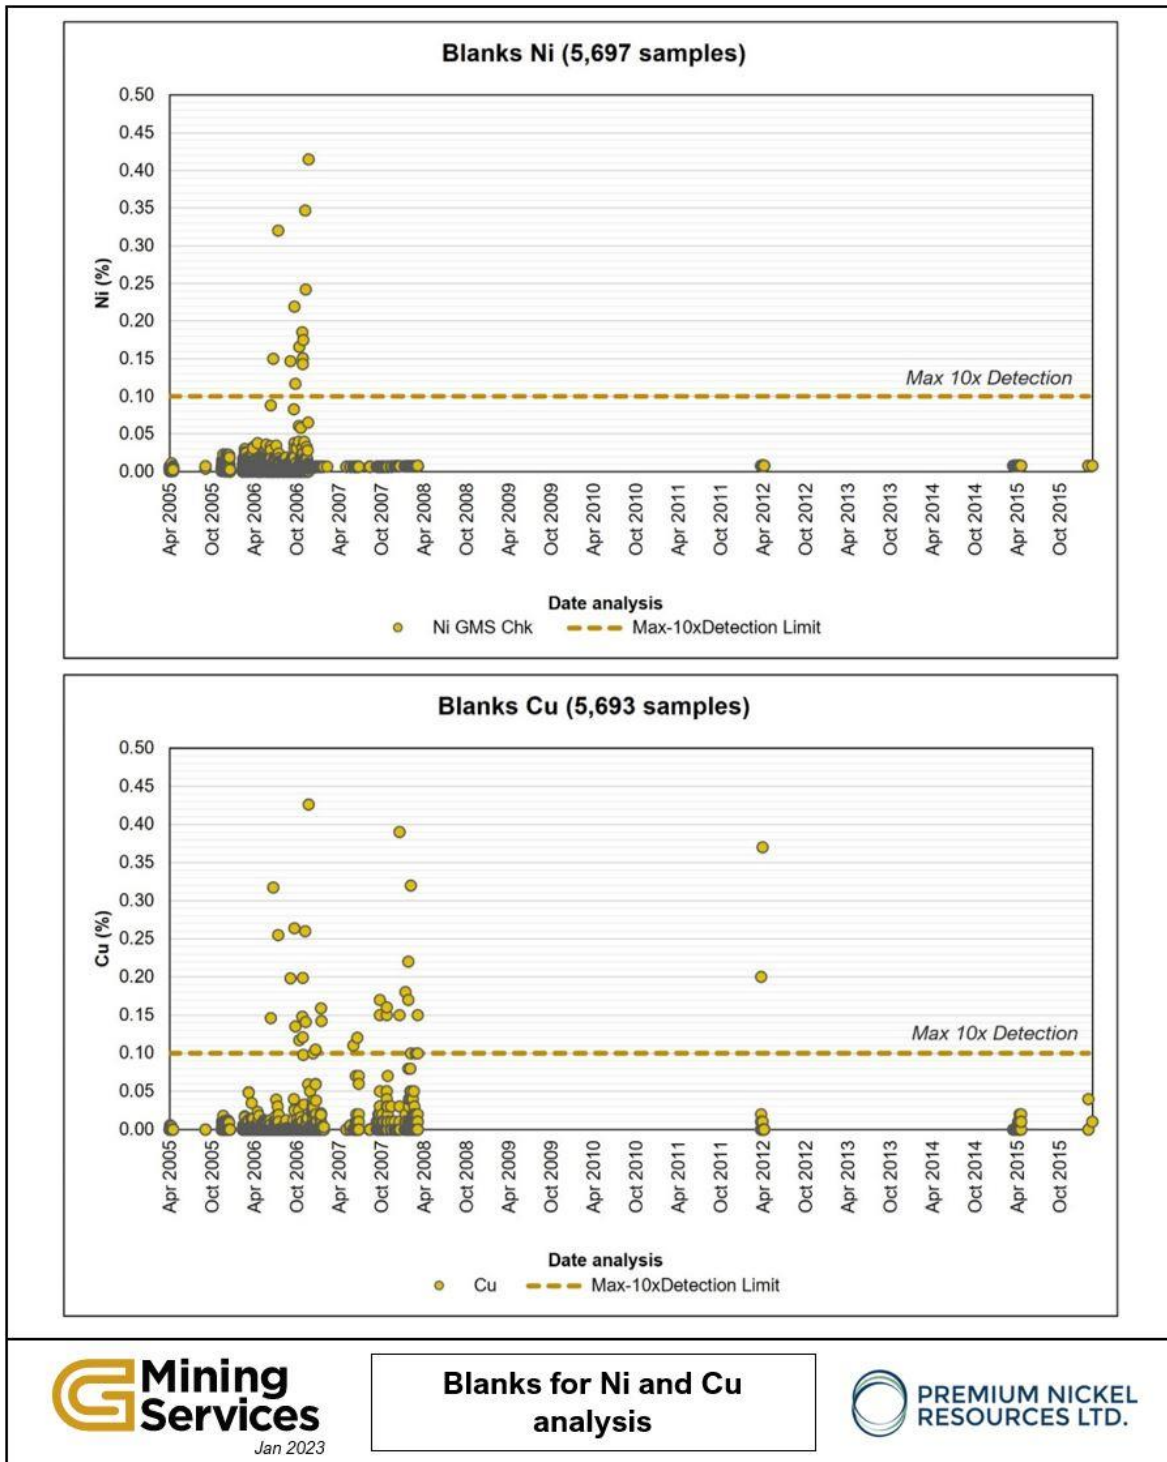 Blanks Ni (5,697 samples)
0.50
0.45
0.40
0.35
0.30
0.25
0.20
0.15
0.10
0.05
0.00
Ni (%)
Max 10x Detection
Apr 2005
Oct 2005
Apr 2006
Oct 2006
Apr 2007
Oct 2007
Apr 2008
Oct 2008
Apr 2009
Oct 2009
Apr 2010
Oct 2010
Apr 2011
Oct 2011
Apr 2012
Oct 2012
Apr 2013
Oct 2013
Apr 2014
Oct 2014
Apr 2015
Oct 2015
Date analysis
Ni GMS Chk Max-10xDetection Limit
Blanks Cu (5,693 samples)
0.50
0.45
0.40
0.35
0.30
0.25
0.20
0.15
0.10
0.05
0.00
Cu (%)
Max 10x Detection
Apr 2005
Oct 2005
Apr 2006
Oct 2006
Apr 2007
Oct 2007
Apr 2008
Oct 2008
Apr 2009
Oct 2009
Apr 2010
Oct 2010
Apr 2011
Oct 2011
Apr 2012
Oct 2012
Apr 2013
Oct 2013
Apr 2014
Oct 2014
Apr 2015
Oct 2015
Date analysis
Cu Max-10xDetection Limit
G Mining
Services
Jan 2023
Blanks for Ni and Cu
analysis
PREMIUM NICKEL
RESOURCES LTD.